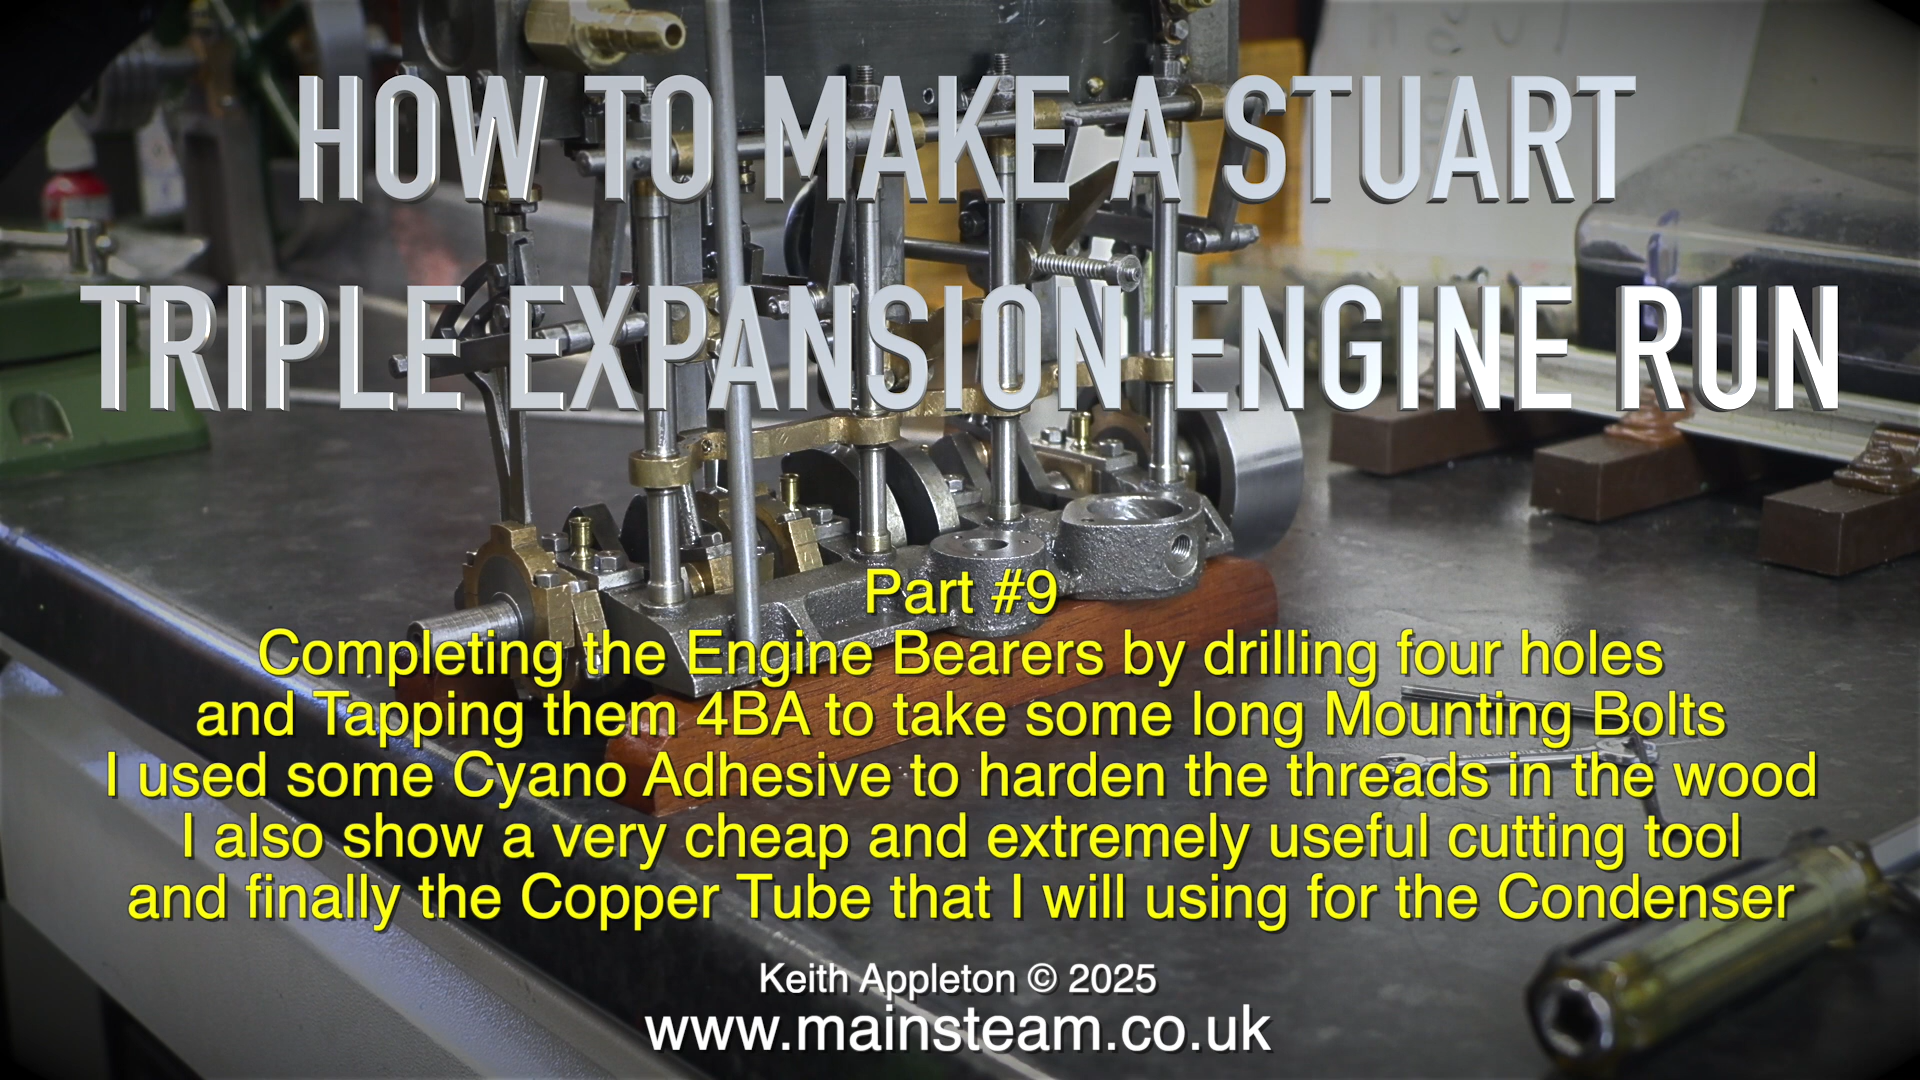 HOW TO MAKE A STUART
TRIPLE EXPANSION ENGINE RUN
Part #9
Completing the Engine Bearers by drilling four holes
and Tapping them 4BA to take some long Mounting Bolts
I used some Cyano Adhesive to harden the threads in the wood
I also show a very cheap and extremely useful cutting tool
and finally the Copper Tube that I will using for the Condenser
Keith Appleton © 2025
www.mainsteam.co.uk